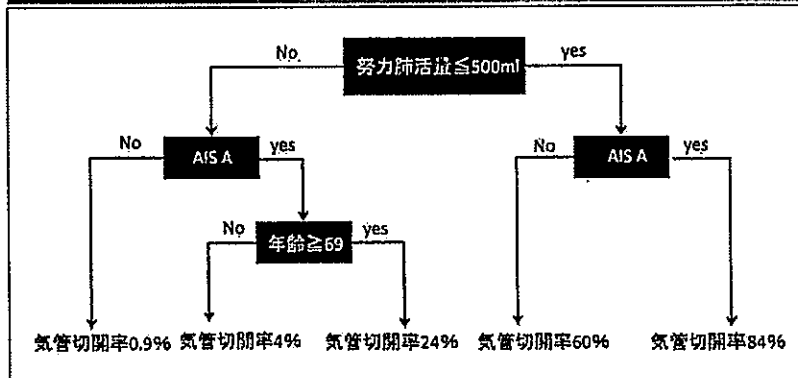 No
努力肺活量≦500ml
yes
No
AIS A
yes
No
AIS A
yes
No
年齢≧69
yes
気管切開率0.9%
気管切開率4%
気管切開率24%
気管切開率60%
気管切開率84%